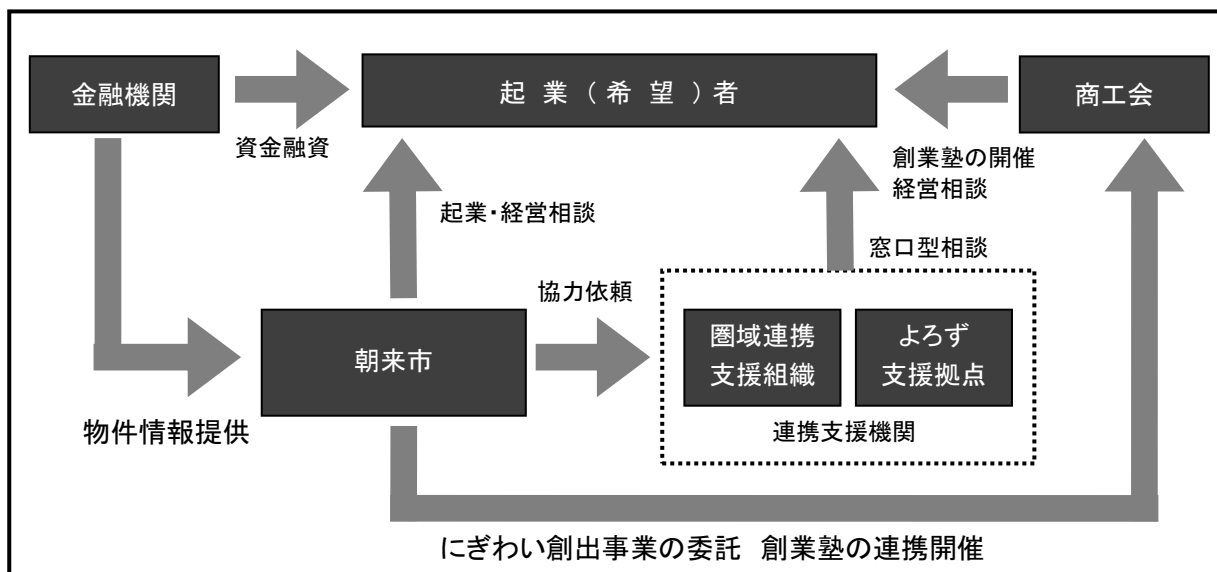 金融機関
起業(希望)者
商工会
資金融資
創業塾の開催
経営相談
起業・経営相談
窓口型相談
協力依頼
朝来市
圏域連携
支援組織
よろず
支援拠点
連携支援機関
物件情報提供
にぎわい創出事業の委託 創業塾の連携開催